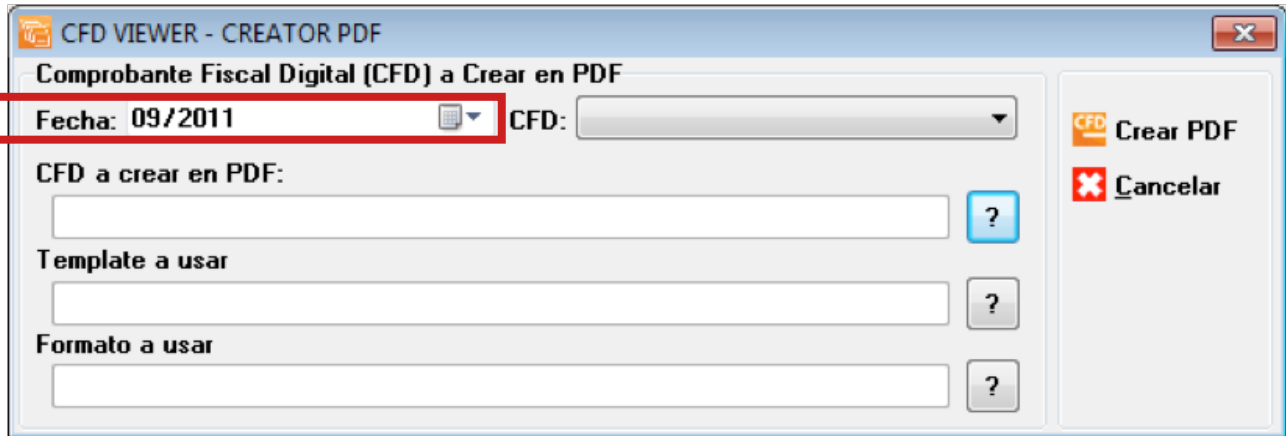 CFD VIEWER - CREATOR PDF
Comprobante Fiscal Digital (CFD) a Crear en PDF
Fecha: 09/2011 CFD:
CFD Crear PDF
CFD a crear en PDF:
Cancelar
?
Template a usar
?
Formato a usar
?